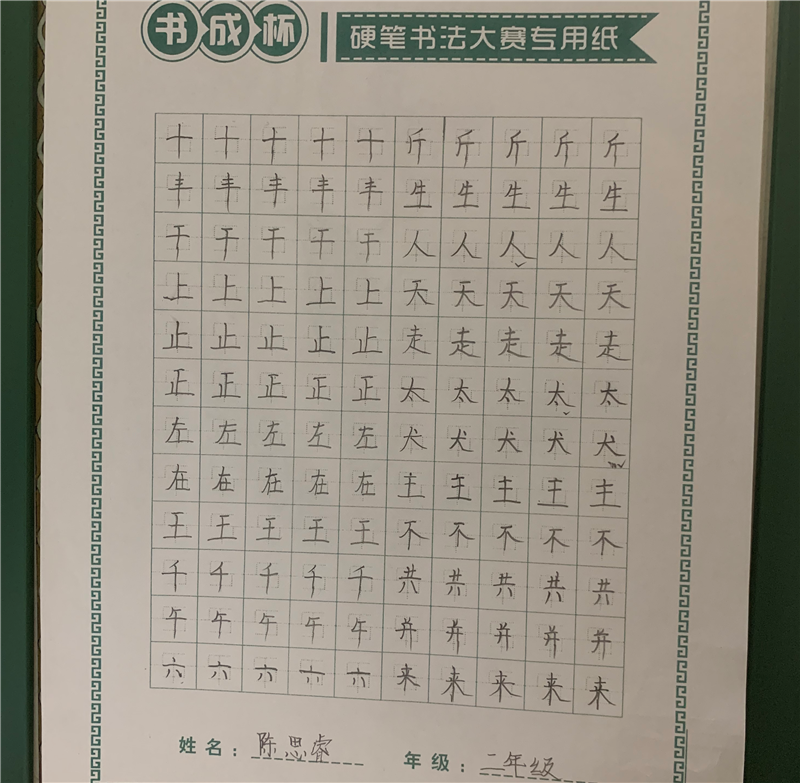 书成杯 硬笔书法大赛专用纸
十十十十十斤斤斤斤斤
丰丰丰丰丰生生生生生
干干干干干人人人人人
上上上上上天天天天天
止止止止止走走走走走
正正正正正太太太太太
左左左左左犬犬犬犬犬
在在在在在主主主主主
王王王王王不不不不不
千千千千千共共共共共
午午午午午并并并并并
六六六六六来来来来来
姓名：陈思睿 年级：二年级